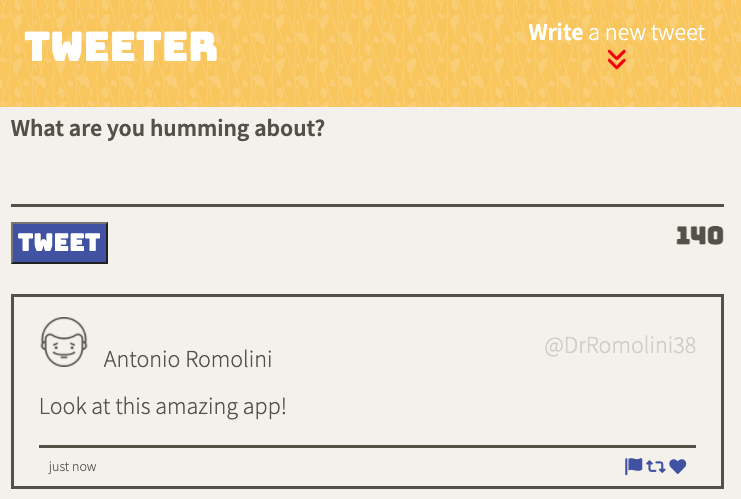 TWEETER
Write a new tweet
What are you humming about?
TWEET
140
Antonio Romolini
@DrRomolini38
Look at this amazing app!
just now